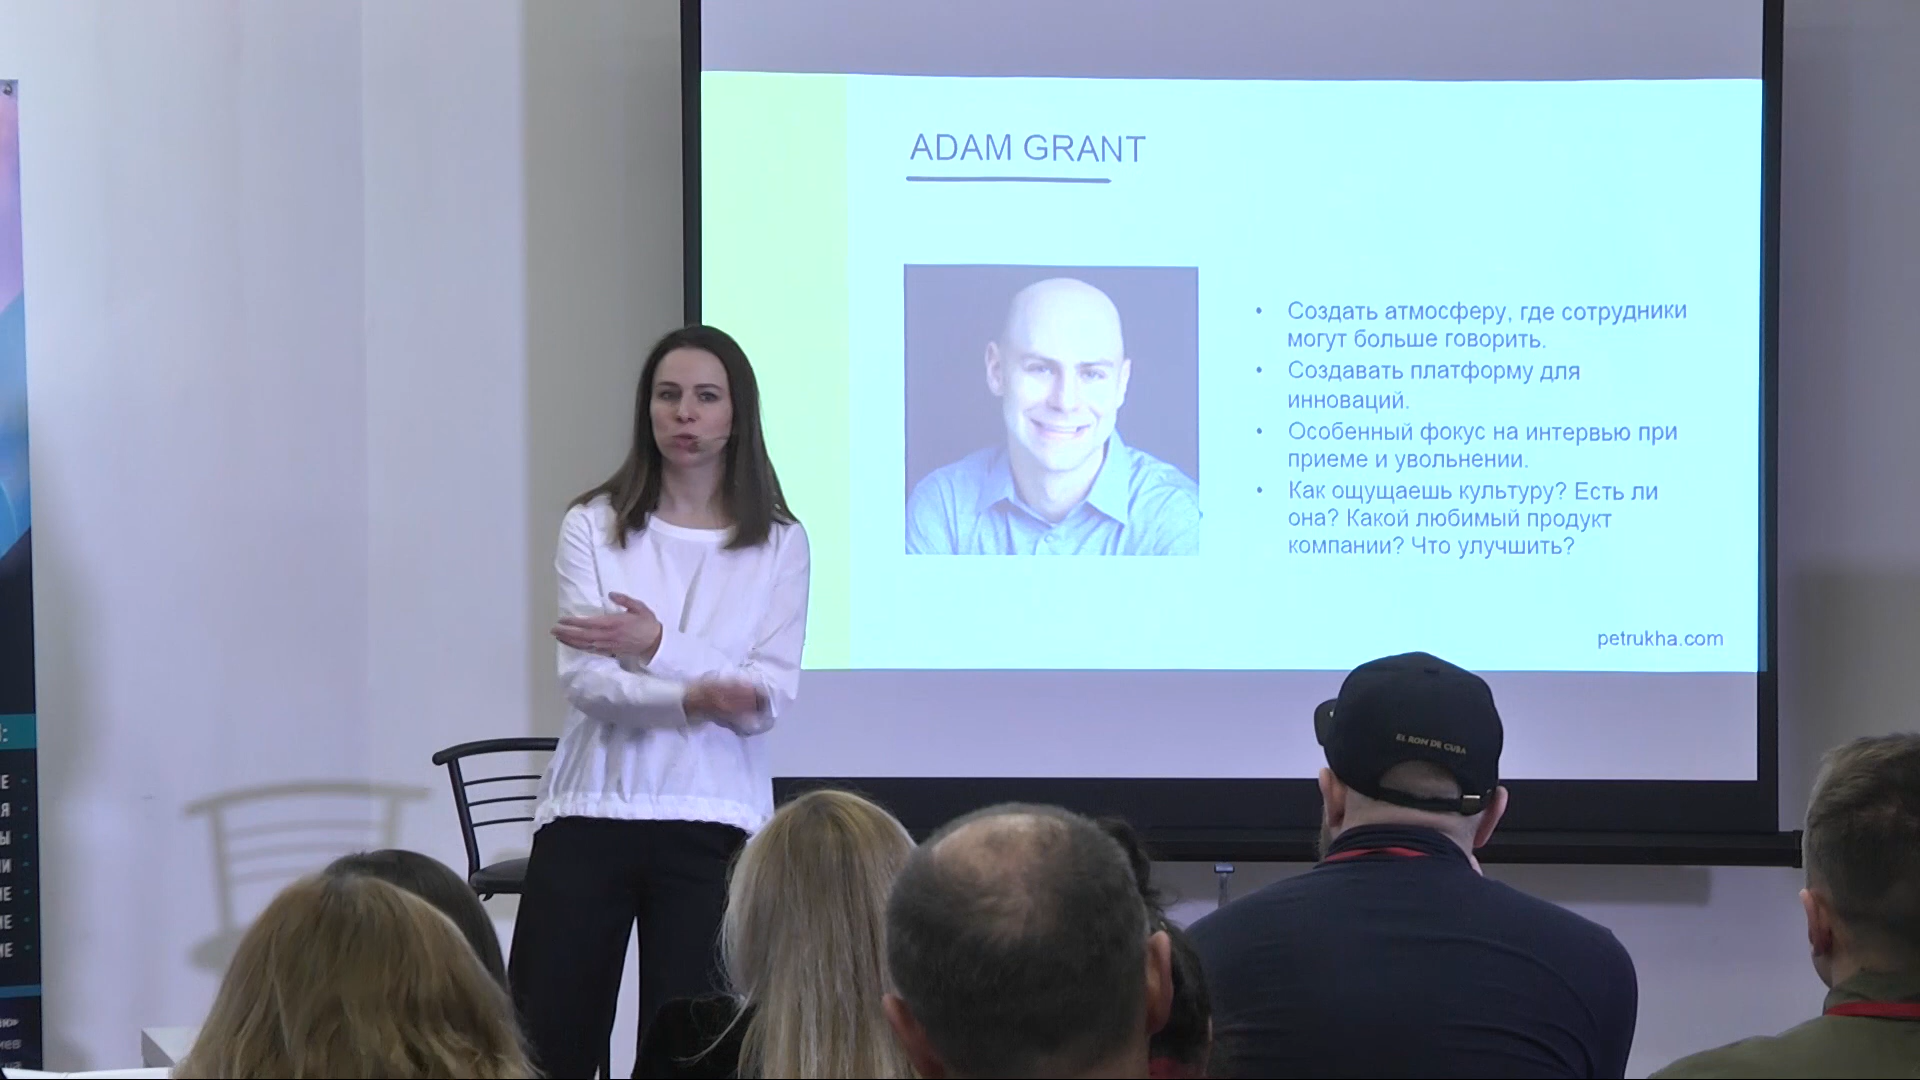 ADAM GRANT
• Создать атмосферу, где сотрудники
могут больше говорить.
• Создавать платформу для
инноваций.
• Особенный фокус на интервью при
приеме и увольнении.
• Как ощущаешь культуру? Есть ли
она? Какой любимый продукт
компании? Что улучшить?
petrukha.com
EL RON DE CUBA